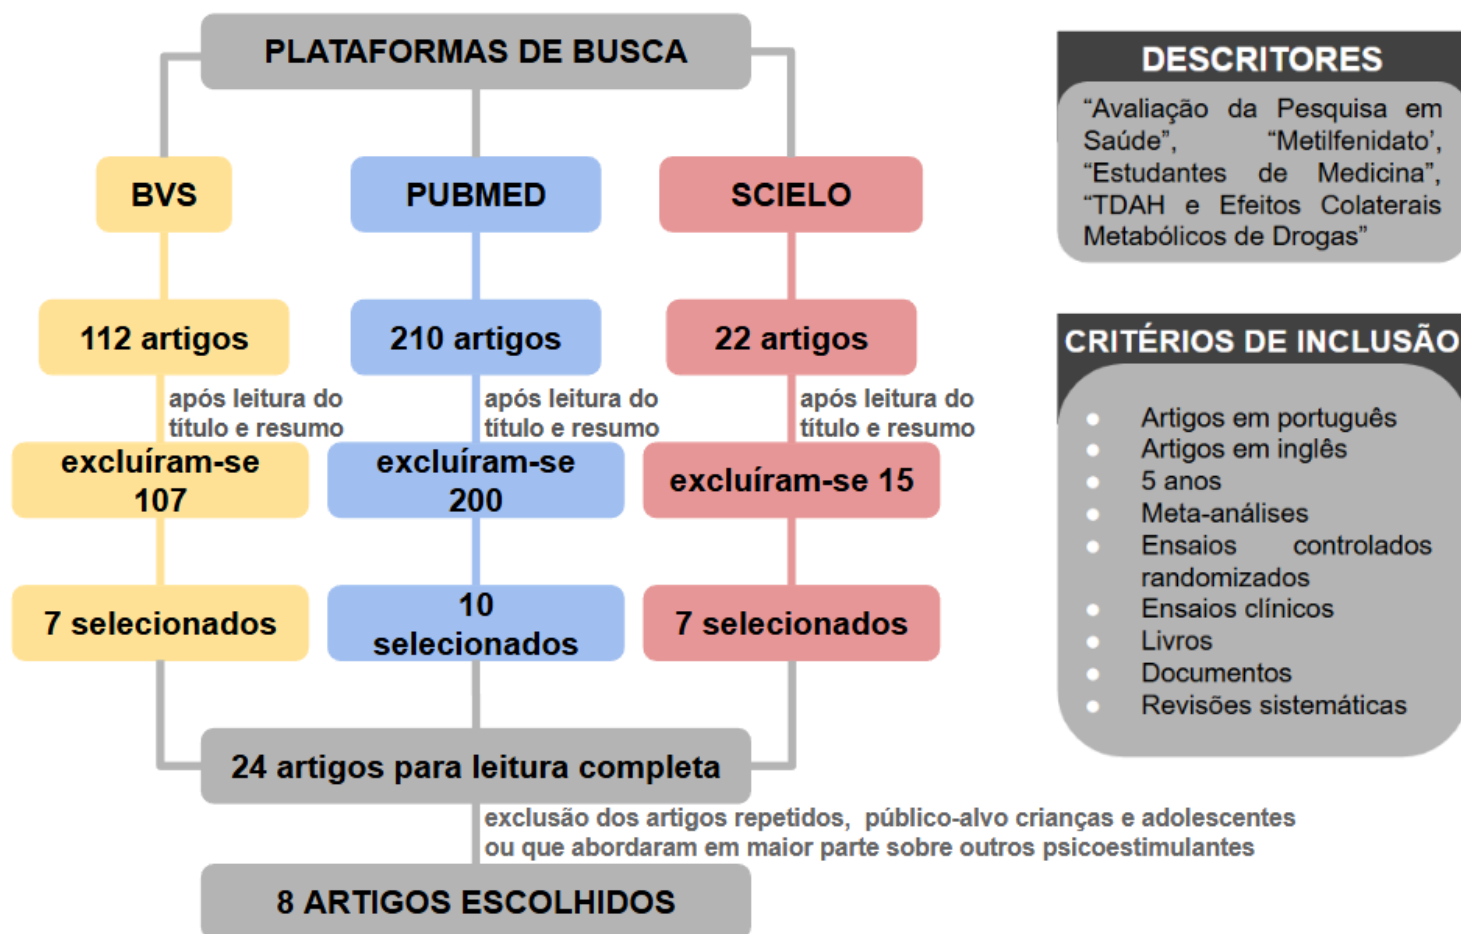 PLATAFORMAS DE BUSCA
BVS
PUBMED
SCIELO
112 artigos
210 artigos
22 artigos
após leitura do
título e resumo
após leitura do
título e resumo
após leitura do
título e resumo
excluíram-se
107
excluíram-se
200
excluíram-se 15
7 selecionados
10
selecionados
7 selecionados
24 artigos para leitura completa
exclusão dos artigos repetidos, público-alvo crianças e adolescentes
ou que abordaram em maior parte sobre outros psicoestimulantes
8 ARTIGOS ESCOLHIDOS
DESCRITORES
“Avaliação da Pesquisa em
Saúde”, “Metilfenidato’,
“Estudantes de Medicina”,
“TDAH e Efeitos Colaterais
Metabólicos de Drogas”
CRITÉRIOS DE INCLUSÃO
● Artigos em português
● Artigos em inglês
● 5 anos
● Meta-análises
● Ensaios controlados
randomizados
● Ensaios clínicos
● Livros
● Documentos
● Revisões sistemáticas